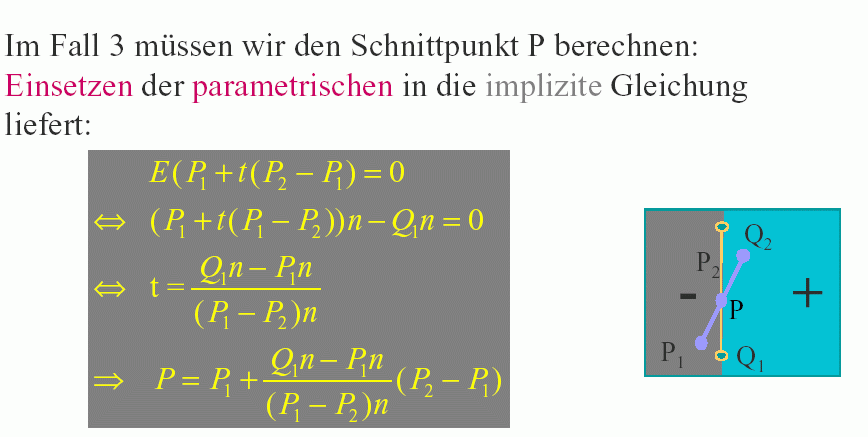 Im Fall 3 müssen wir den Schnittpunkt P berechnen:
Einsetzen der parametrischen in die implizite Gleichung
liefert:
E(P₁ + t(P₂ − P₁) = 0
⇔ (P₁ + t(P₁ − P₂))n − Q₁n = 0
⇔ t = (Q₁n − P₁n) / ((P₁ − P₂)n)
⇒ P = P₁ + (Q₁n − P₁n) / ((P₁ − P₂)n) (P₂ − P₁)
Q₂
P₂
- +
P
P₁ Q₁